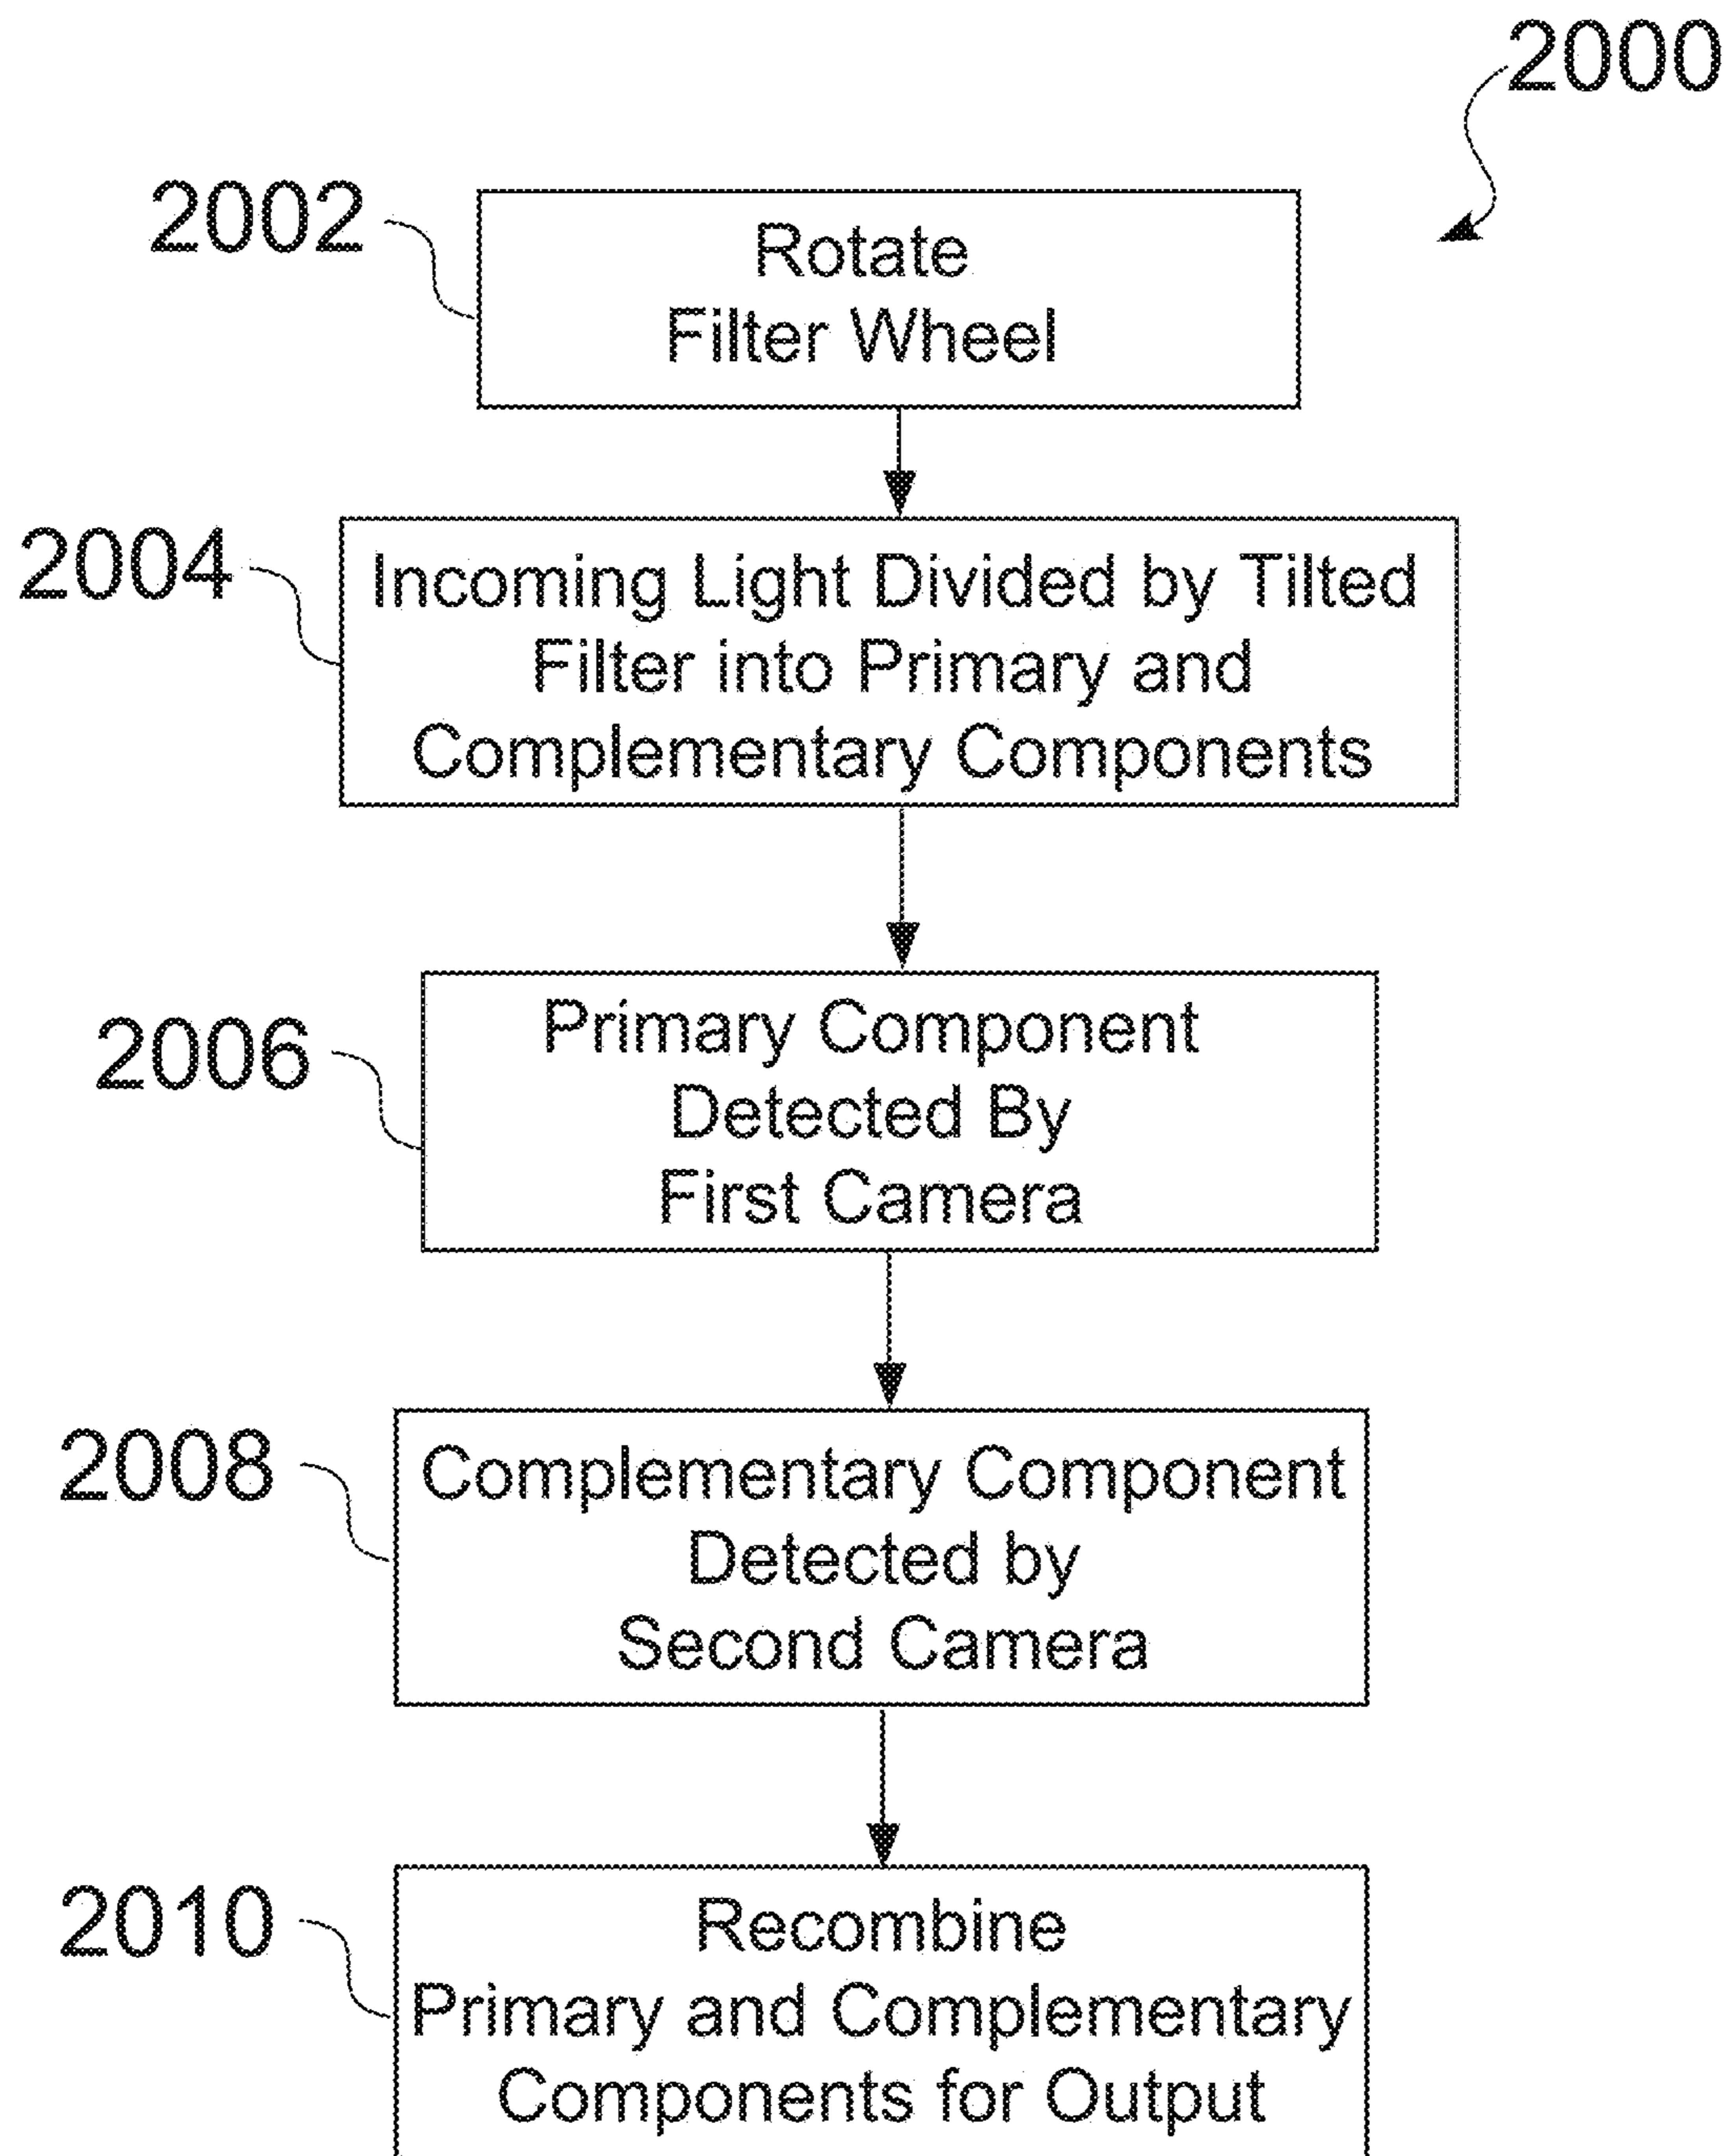 2000
2002
Rotate
Filter Wheel
2004
Incoming Light Divided by Tilted
Filter into Primary and
Complementary Components
2006
Primary Component
Detected By
First Camera
2008
Complementary Component
Detected by
Second Camera
2010
Recombine
Primary and Complementary
Components for Output